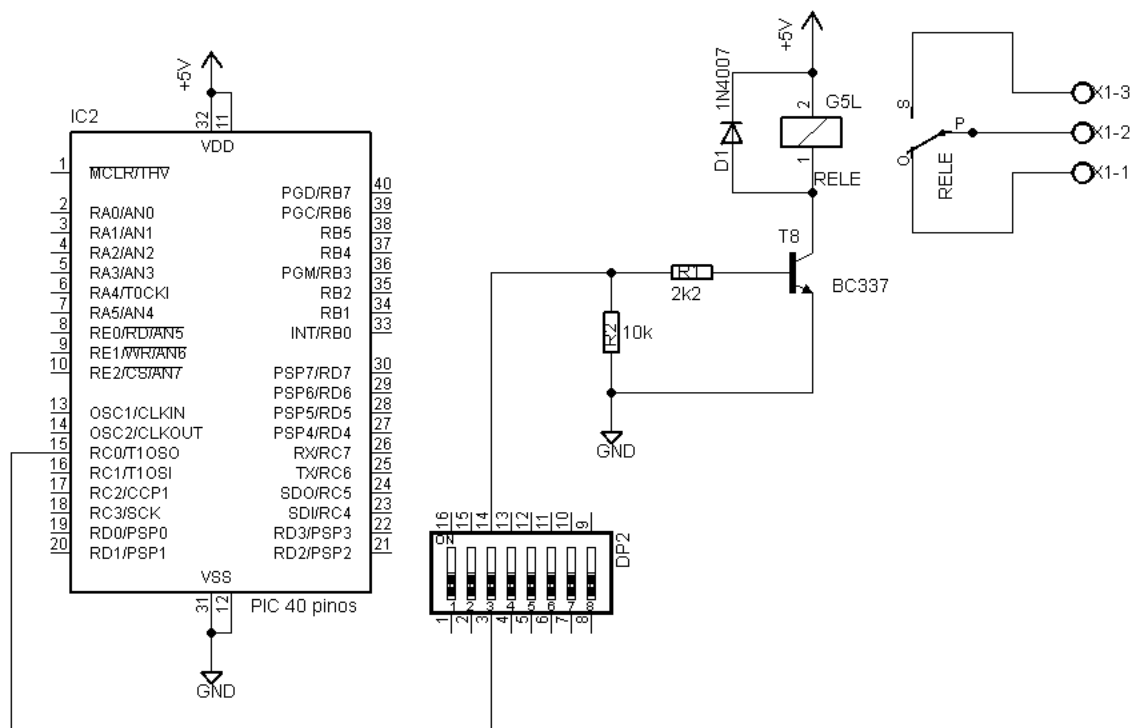 +5V
IC2
32
11
VDD
1
MCLR/THV
2
RA0/AN0
3
RA1/AN1
4
RA2/AN2
5
RA3/AN3
6
RA4/T0CKI
7
RA5/AN4
8
RE0/RD/AN5
9
RE1/WR/AN6
10
RE2/CS/AN7
13
OSC1/CLKIN
14
OSC2/CLKOUT
15
RC0/T1OSO
16
RC1/T1OSI
17
RC2/CCP1
18
RC3/SCK
19
RD0/PSP0
20
RD1/PSP1
PGD/RB7
40
PGC/RB6
39
RB5
38
RB4
37
PGM/RB3
36
RB2
35
RB1
34
INT/RB0
33
PSP7/RD7
30
PSP6/RD6
29
PSP5/RD5
28
PSP4/RD4
27
RX/RC7
26
TX/RC6
25
SDO/RC5
24
SDI/RC4
23
RD3/PSP3
22
RD2/PSP2
21
VSS
31
12
PIC 40 pinos
GND
+5V
1N4007
D1
2
G5L
1
RELE
S
P
O
RELE
X1-3
X1-2
X1-1
T8
BC337
R1
2k2
R2
10k
GND
16 15 14 13 12 11 10 9
ON
DP2
1 2 3 4 5 6 7 8
1 2 3 4 5 6 7 8